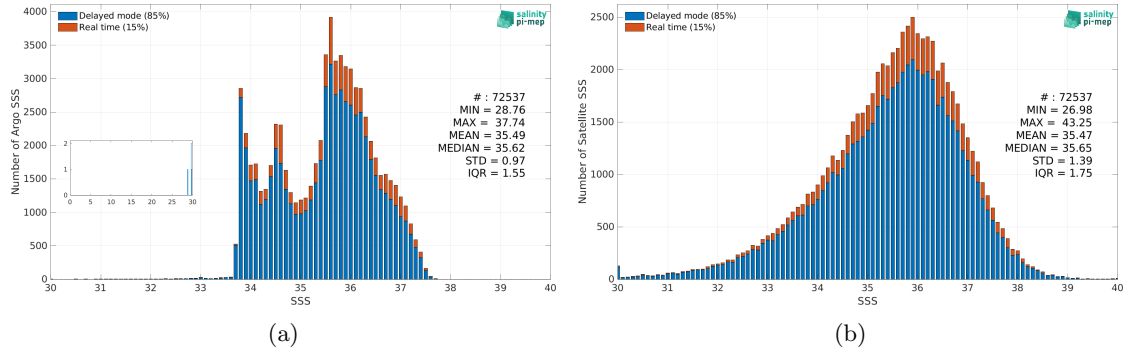 Delayed mode (85%)
Real time (15%)
salinity
pi-mep
4000
3500
3000
2500
2000
1500
1000
500
0
Number of Argo SSS
# : 72537
MIN = 28.76
MAX = 37.74
MEAN = 35.49
MEDIAN = 35.62
STD = 0.97
IQR = 1.55
2
1
0
0 5 10 15 20 25 30
30 31 32 33 34 35 36 37 38 39 40
SSS
(a)
Delayed mode (85%)
Real time (15%)
salinity
pi-mep
2500
2000
1500
1000
500
0
Number of Satellite SSS
# : 72537
MIN = 26.98
MAX = 43.25
MEAN = 35.47
MEDIAN = 35.65
STD = 1.39
IQR = 1.75
30 31 32 33 34 35 36 37 38 39 40
SSS
(b)